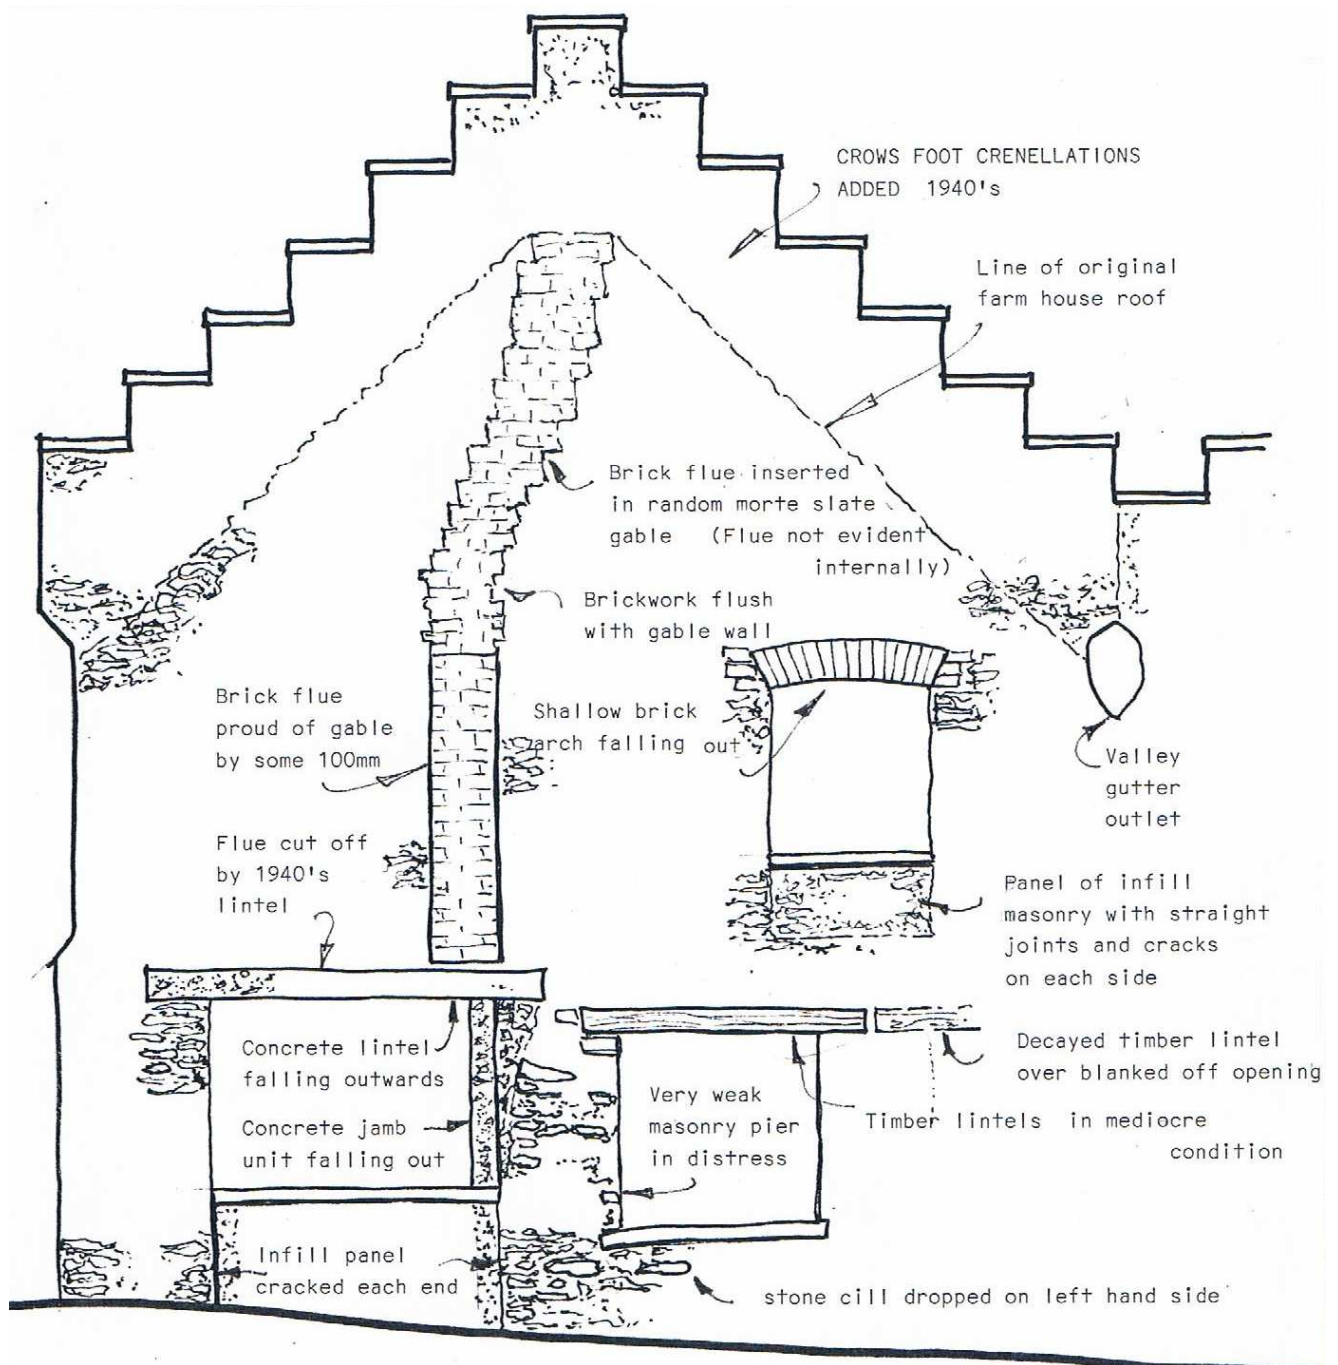 CROWS FOOT CRENELLATIONS
ADDED 1940's
Line of original
farm house roof
Brick flue inserted
in random morte slate
gable (Flue not evident
internally)
Brickwork flush
with gable wall
Brick flue
proud of gable
by some 100mm
Shallow brick
arch falling out
Valley
gutter
outlet
Flue cut off
by 1940's
lintel
Panel of infill
masonry with straight
joints and cracks
on each side
Concrete lintel
falling outwards
Concrete jamb
unit falling out
Very weak
masonry pier
in distress
Decayed timber lintel
over blanked off opening
Timber lintels in mediocre
condition
Infill panel
cracked each end
stone cill dropped on left hand side